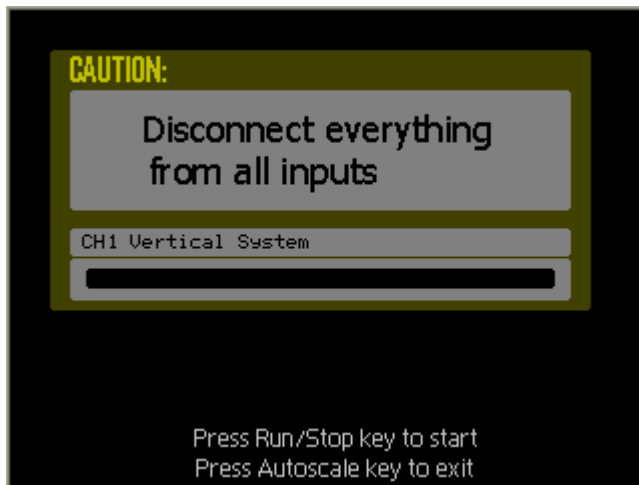 CAUTION:
Disconnect everything
from all inputs
CH1 Vertical System
Press Run/Stop key to start
Press Autoscale key to exit